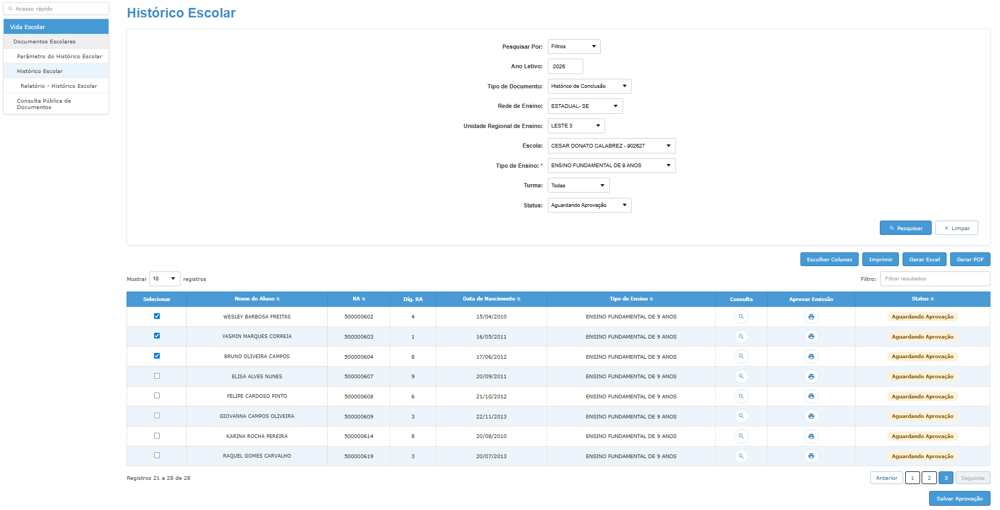 Acesso rápido
Vida Escolar
Documentos Escolares
Parâmetro do Histórico Escolar
Histórico Escolar
Relatório - Histórico Escolar
Consulta Pública de
Documentos
Histórico Escolar
Pesquisar Por: Filtros
Ano Letivo: 2026
Tipo de Documento: Histórico de Conclusão
Rede de Ensino: ESTADUAL- SE
Unidade Regional de Ensino: LESTE 3
Escola: CESAR DONATO CALABREZ - 902627
Tipo de Ensino: * ENSINO FUNDAMENTAL DE 9 ANOS
Turma: Todas
Status: Aguardando Aprovação
Pesquisar Limpar
Escolher Colunas Imprimir Gerar Excel Gerar PDF
Mostrar 10 registros Filtro: Filtrar resultados
Selecionar Nome do Aluno RA Díg. RA Data de Nascimento Tipo de Ensino Consulta Aprovar Emissão Status
WESLEY BARBOSA FREITAS 500000602 4 15/04/2010 ENSINO FUNDAMENTAL DE 9 ANOS Aguardando Aprovação
YASMIN MARQUES CORREIA 500000603 1 16/05/2011 ENSINO FUNDAMENTAL DE 9 ANOS Aguardando Aprovação
BRUNO OLIVEIRA CAMPOS 500000604 8 17/06/2012 ENSINO FUNDAMENTAL DE 9 ANOS Aguardando Aprovação
ELISA ALVES NUNES 500000607 9 20/09/2011 ENSINO FUNDAMENTAL DE 9 ANOS Aguardando Aprovação
FELIPE CARDOSO PINTO 500000608 6 21/10/2012 ENSINO FUNDAMENTAL DE 9 ANOS Aguardando Aprovação
GIOVANNA CAMPOS OLIVEIRA 500000609 3 22/11/2013 ENSINO FUNDAMENTAL DE 9 ANOS Aguardando Aprovação
KARINA ROCHA PEREIRA 500000614 8 20/08/2010 ENSINO FUNDAMENTAL DE 9 ANOS Aguardando Aprovação
RAQUEL GOMES CARVALHO 500000619 3 20/07/2013 ENSINO FUNDAMENTAL DE 9 ANOS Aguardando Aprovação
Registros 21 a 28 de 28 Anterior 1 2 3 Seguinte
Salvar Aprovação